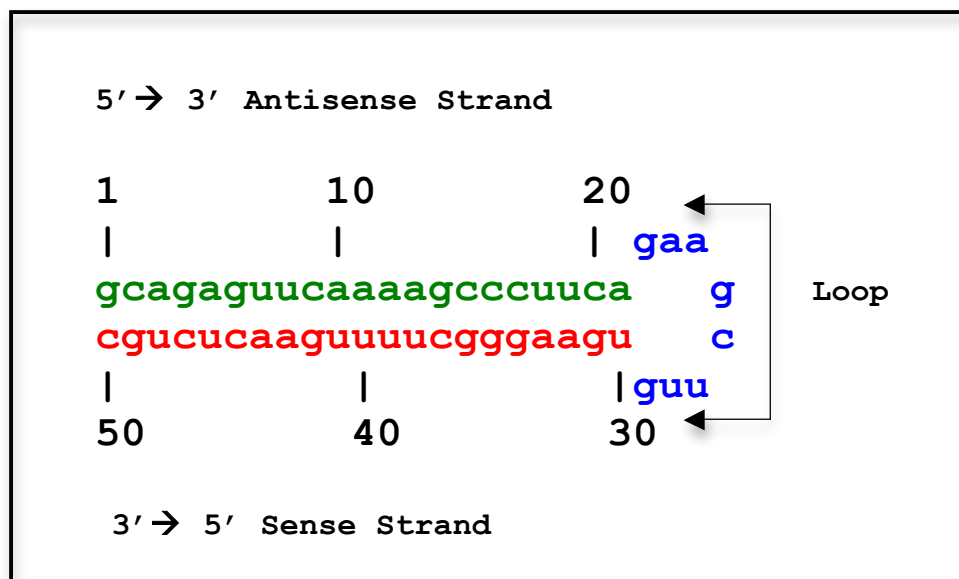 5′→ 3′ Antisense Strand
1 10 20
| | | gaa
gcagaguucaaaagcccuuca g Loop
cgucucaaguuuucgggaagu c
| | |guu
50 40 30
3′→ 5′ Sense Strand